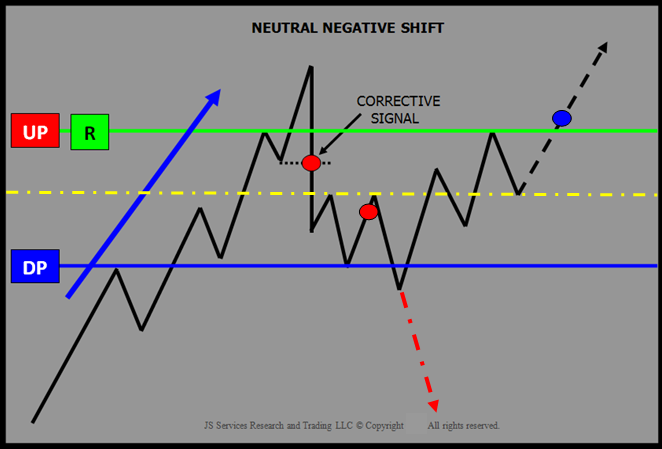 NEUTRAL NEGATIVE SHIFT
CORRECTIVE
SIGNAL
UP R
DP
JS Services Research and Trading LLC © Copyright All rights reserved.